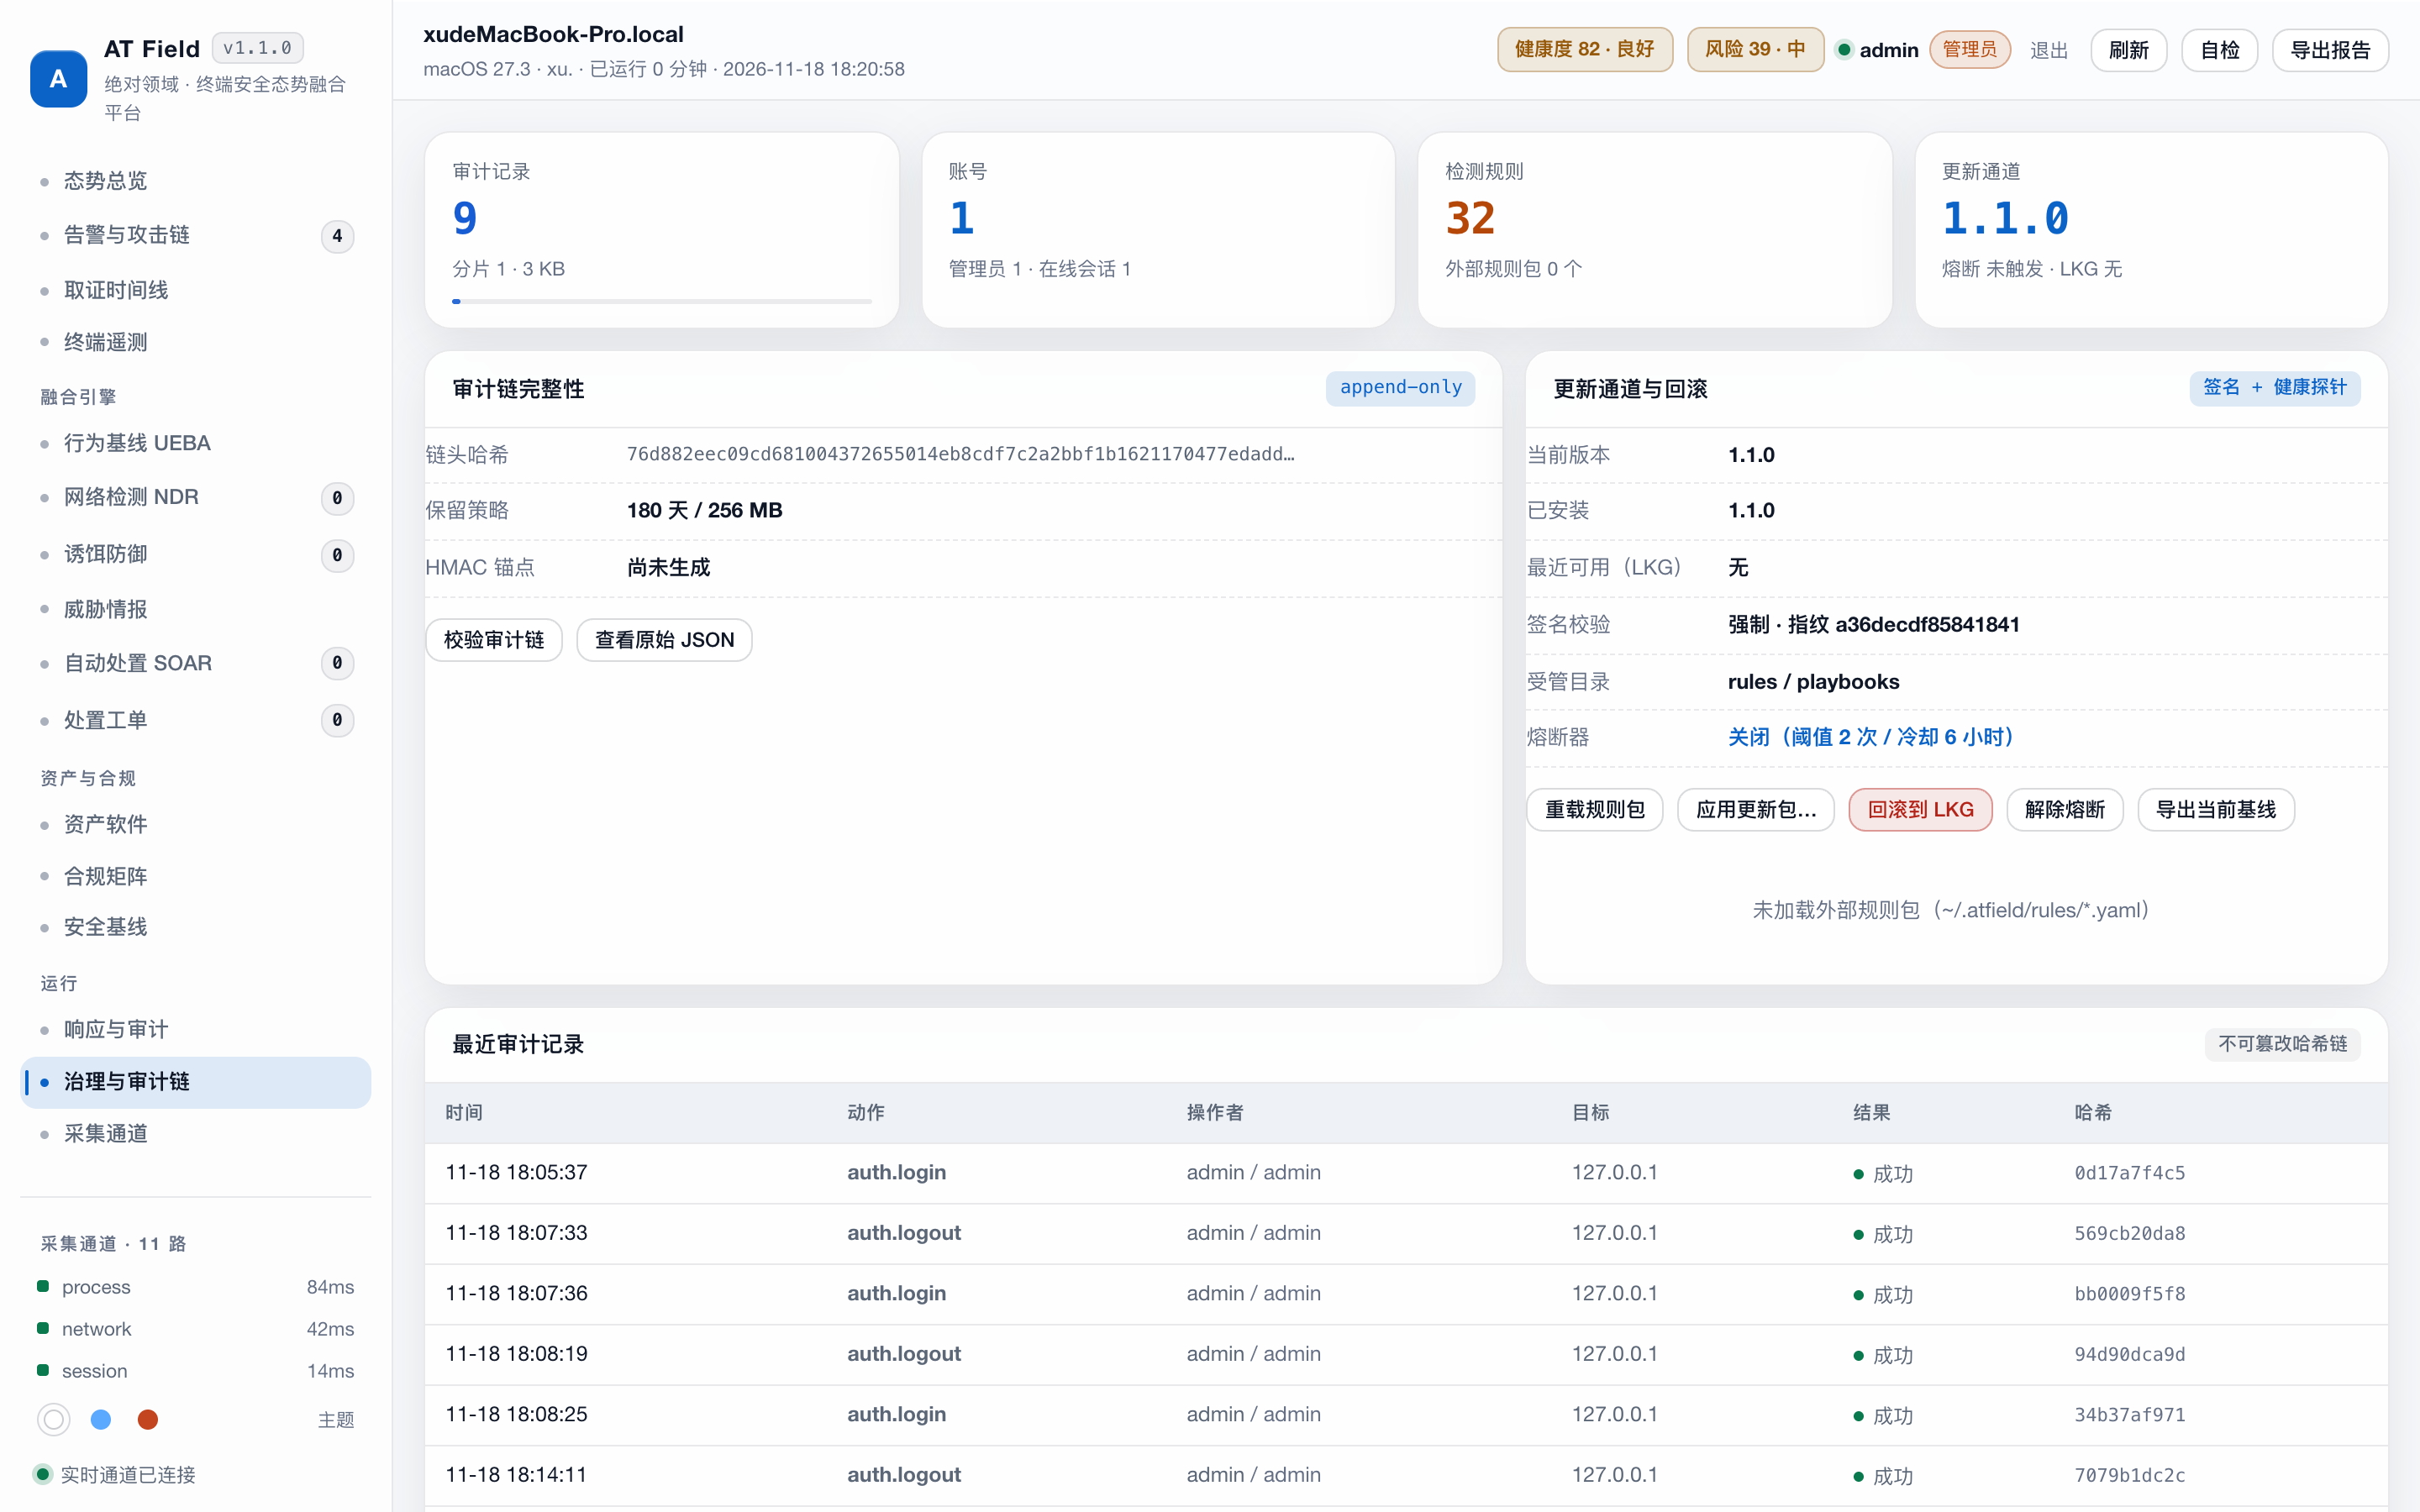 A
AT Field v1.1.0
绝对领域 · 终端安全态势融合
平台
态势总览
告警与攻击链 4
取证时间线
终端遥测
融合引擎
行为基线 UEBA
网络检测 NDR 0
诱饵防御 0
威胁情报
自动处置 SOAR 0
处置工单 0
资产与合规
资产软件
合规矩阵
安全基线
运行
响应与审计
治理与审计链
采集通道
采集通道 · 11 路
process 84ms
network 42ms
session 14ms
主题
实时通道已连接
xudeMacBook-Pro.local
macOS 27.3 · xu. · 已运行 0 分钟 · 2026-11-18 18:20:58
健康度 82 · 良好 风险 39 · 中 admin 管理员 退出 刷新 自检 导出报告
审计记录
9
分片 1 · 3 KB
账号
1
管理员 1 · 在线会话 1
检测规则
32
外部规则包 0 个
更新通道
1.1.0
熔断 未触发 · LKG 无
审计链完整性 append-only
链头哈希 76d882eec09cd681004372655014eb8cdf7c2a2bbf1b1621170477edadd…
保留策略 180 天 / 256 MB
HMAC 锚点 尚未生成
校验审计链 查看原始 JSON
更新通道与回滚 签名 + 健康探针
当前版本 1.1.0
已安装 1.1.0
最近可用（LKG） 无
签名校验 强制 · 指纹 a36decdf85841841
受管目录 rules / playbooks
熔断器 关闭（阈值 2 次 / 冷却 6 小时）
重载规则包 应用更新包… 回滚到 LKG 解除熔断 导出当前基线
未加载外部规则包（~/.atfield/rules/*.yaml）
最近审计记录 不可篡改哈希链
时间 动作 操作者 目标 结果 哈希
11-18 18:05:37 auth.login admin / admin 127.0.0.1 成功 0d17a7f4c5
11-18 18:07:33 auth.logout admin / admin 127.0.0.1 成功 569cb20da8
11-18 18:07:36 auth.login admin / admin 127.0.0.1 成功 bb0009f5f8
11-18 18:08:19 auth.logout admin / admin 127.0.0.1 成功 94d90dca9d
11-18 18:08:25 auth.login admin / admin 127.0.0.1 成功 34b37af971
11-18 18:14:11 auth.logout admin / admin 127.0.0.1 成功 7079b1dc2c